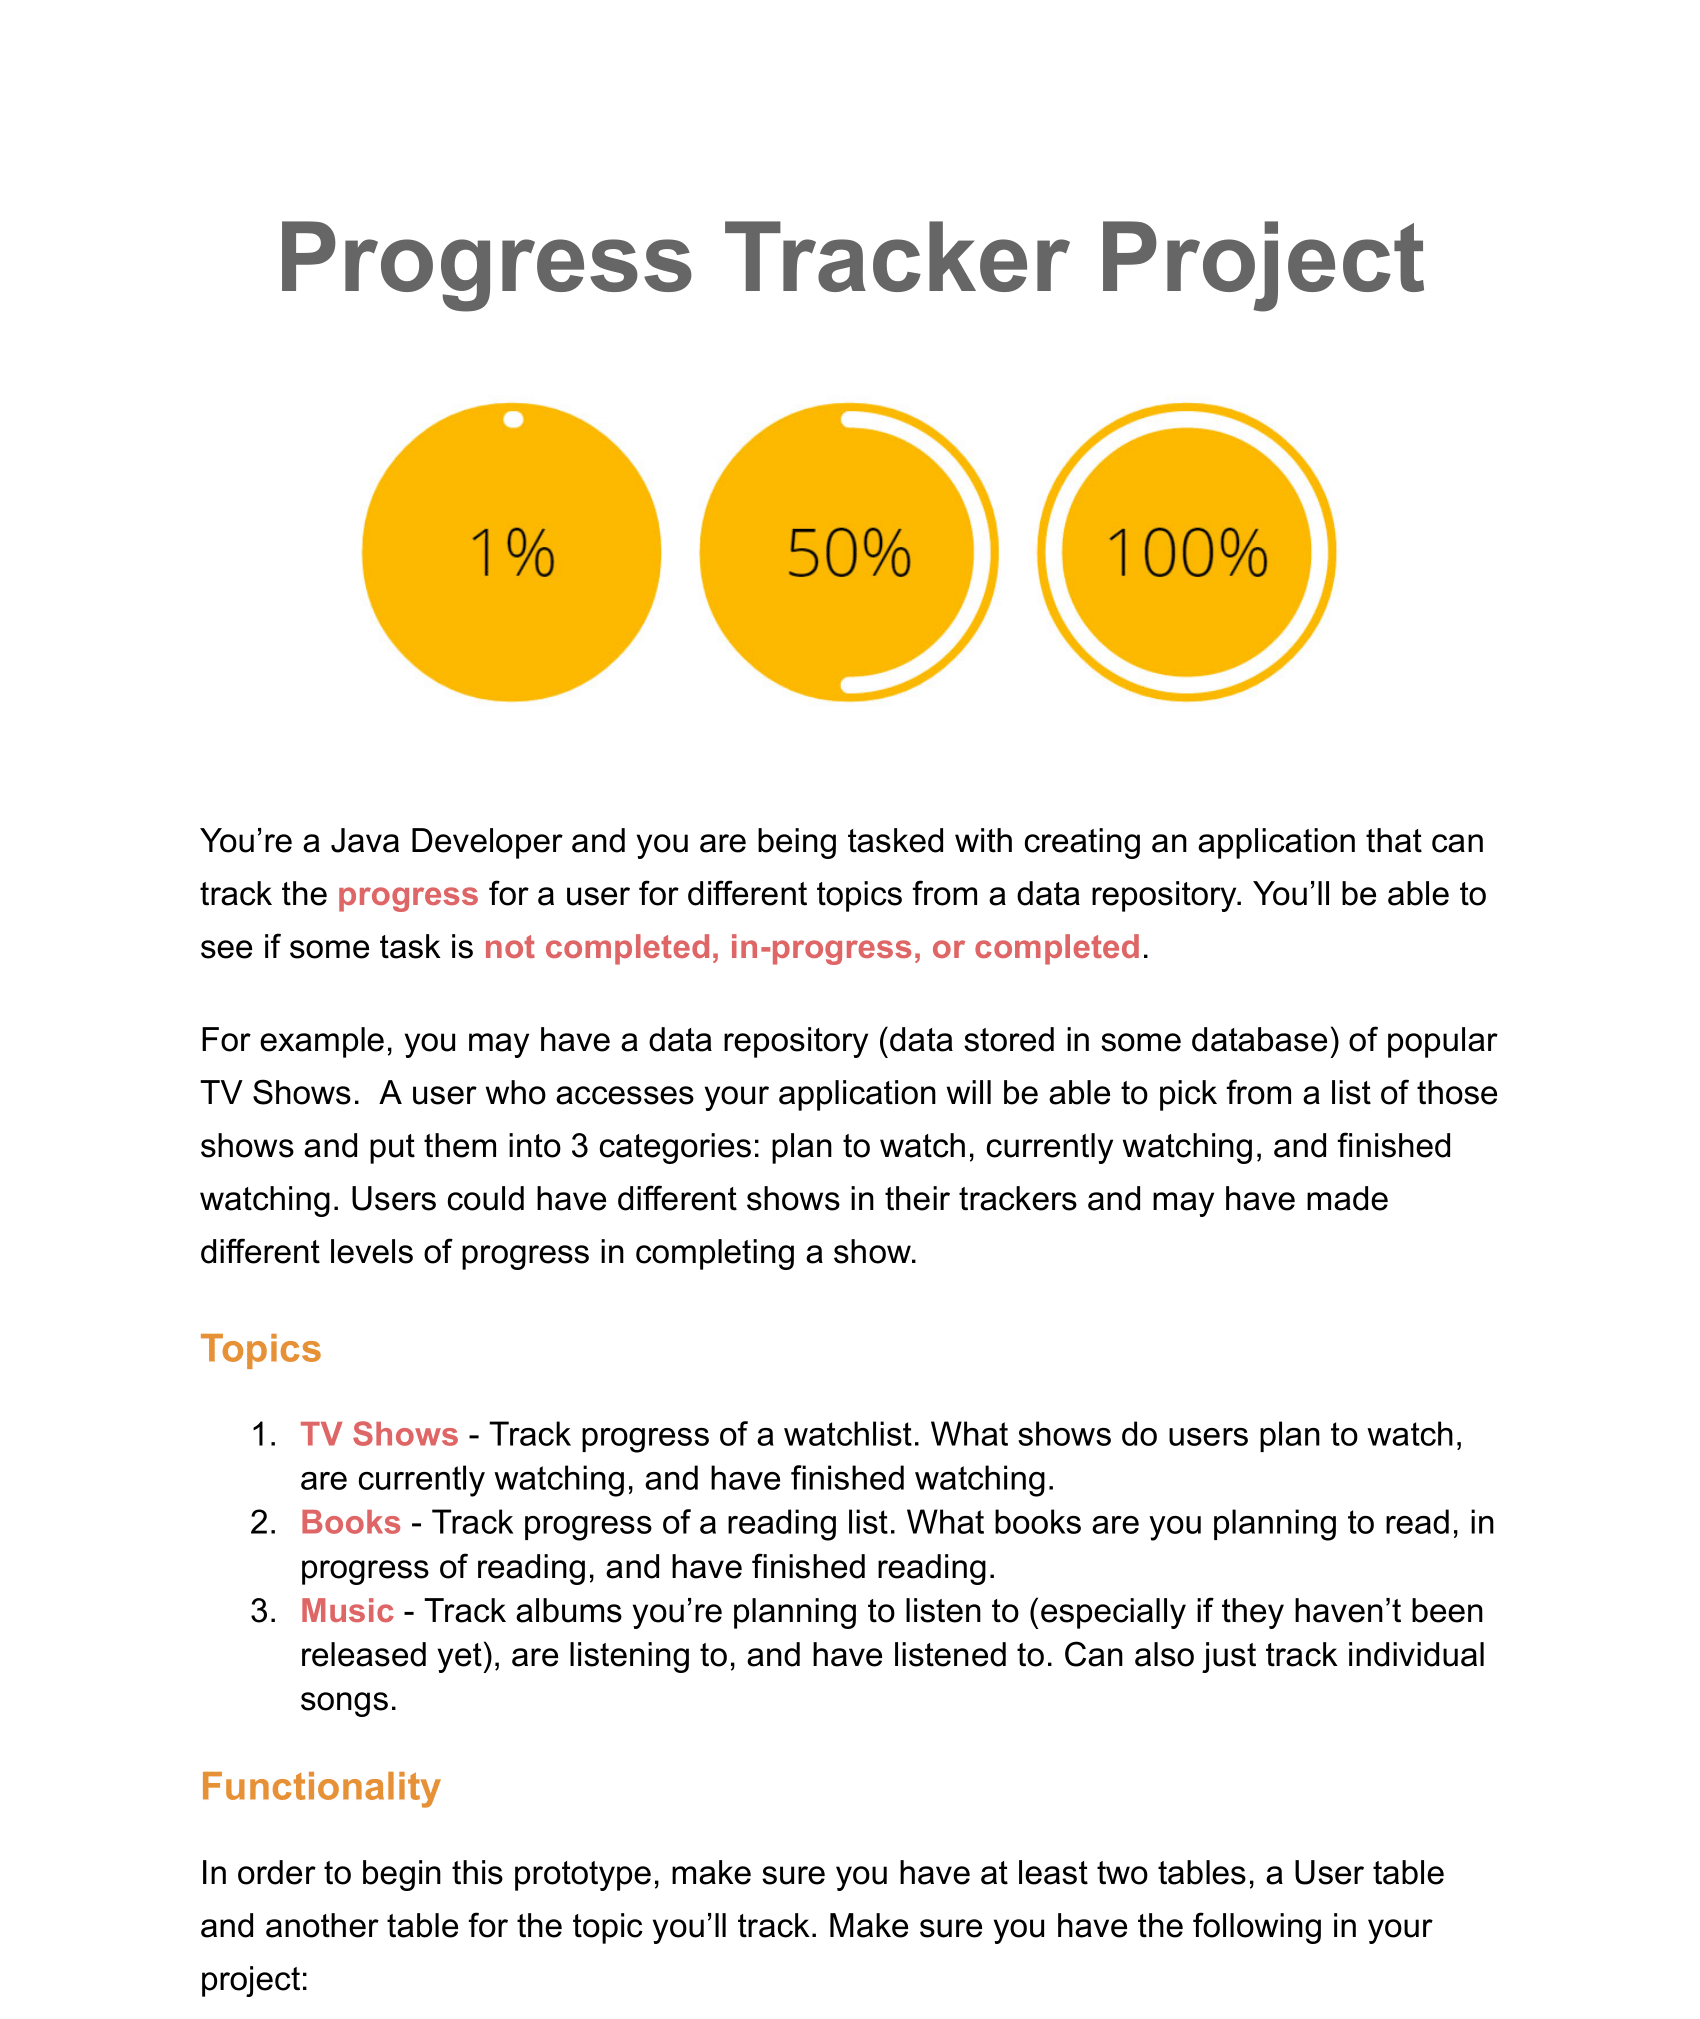 Progress Tracker Project
1%
50%
100%
You’re a Java Developer and you are being tasked with creating an application that can
track the progress for a user for different topics from a data repository. You’ll be able to
see if some task is not completed, in-progress, or completed.
For example, you may have a data repository (data stored in some database) of popular
TV Shows.  A user who accesses your application will be able to pick from a list of those
shows and put them into 3 categories: plan to watch, currently watching, and finished
watching. Users could have different shows in their trackers and may have made
different levels of progress in completing a show.
Topics
1. TV Shows - Track progress of a watchlist. What shows do users plan to watch,
are currently watching, and have finished watching.
2. Books - Track progress of a reading list. What books are you planning to read, in
progress of reading, and have finished reading.
3. Music - Track albums you’re planning to listen to (especially if they haven’t been
released yet), are listening to, and have listened to. Can also just track individual
songs.
Functionality
In order to begin this prototype, make sure you have at least two tables, a User table
and another table for the topic you’ll track. Make sure you have the following in your
project: